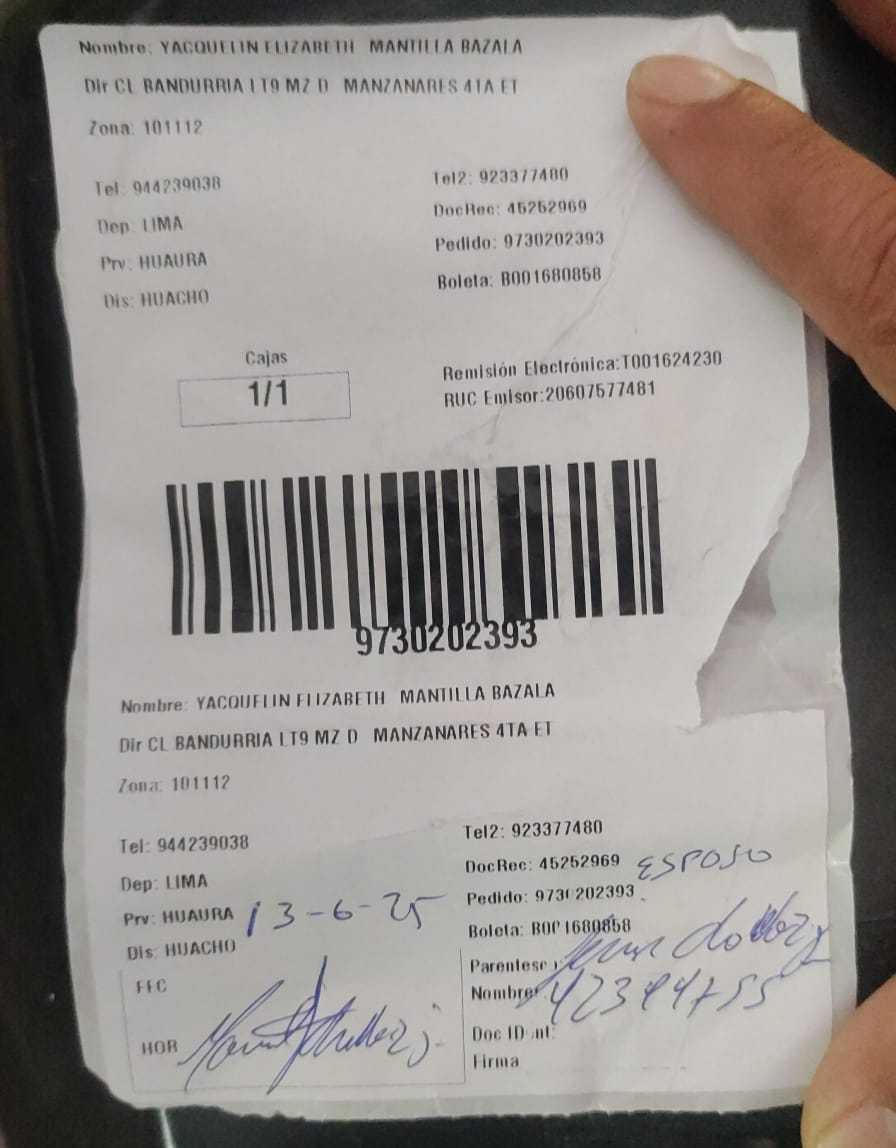 Nombre: YACQUELIN ELIZABETH MANTILLA BAZALA
Dir CL BANDURRIA LT9 MZ D MANZANARES 4TA ET
Zona: 101112
Tel: 944239038 Tel2: 923377480
Dep: LIMA DocRec: 45252969
Prv: HUAURA Pedido: 9730202393
Dis: HUACHO Boleta: B001680858
Cajas
1/1
Remisión Electrónica:T001624230
RUC Emisor:20607577481
9730202393
Nombre: YACQUELIN ELIZABETH MANTILLA BAZALA
Dir CL BANDURRIA LT9 MZ D MANZANARES 4TA ET
Zona: 101112
Tel: 944239038 Tel2: 923377480
Dep: LIMA DocRec: 45252969 ESPOSO
Prv: HUAURA 13-6-25 Pedido: 9730202393
Dis: HUACHO Boleta: B001680858
FEC Parentesc
HOR Nombre:
Doc ID
Firma